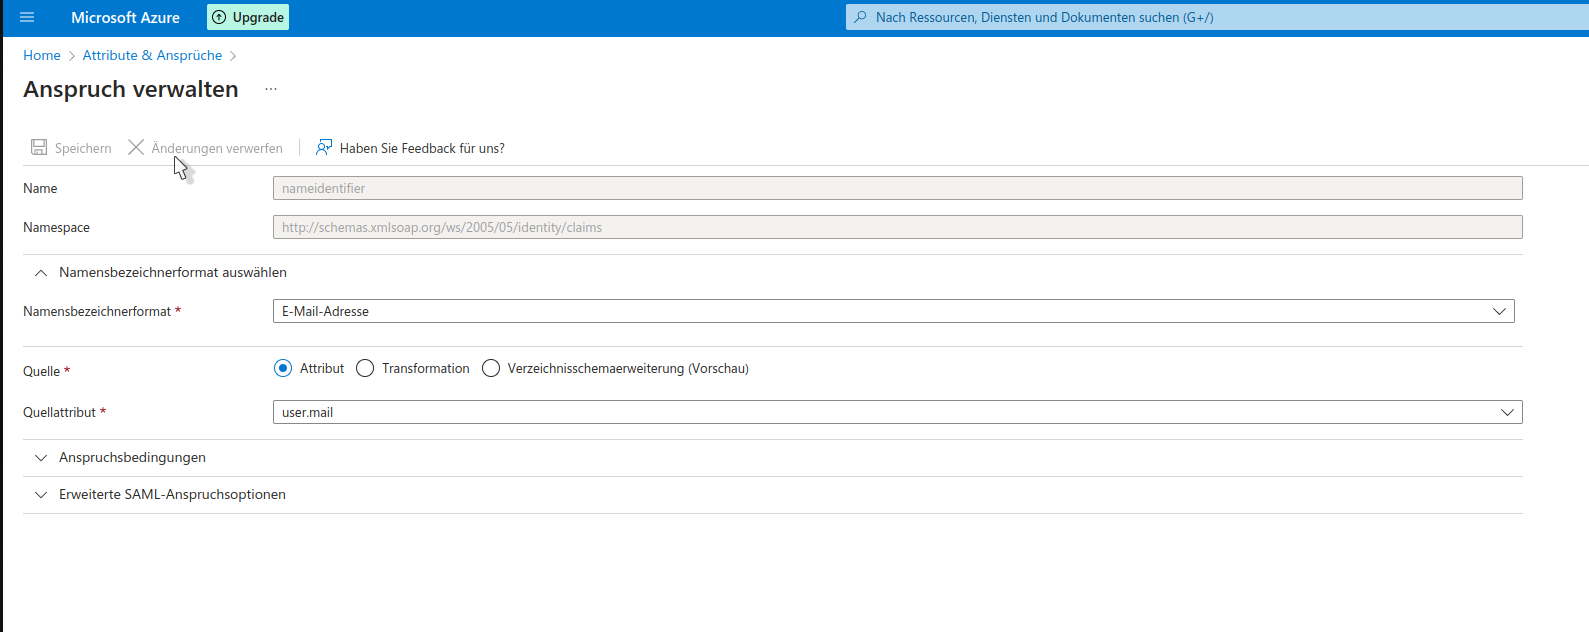 Microsoft Azure Upgrade Nach Ressourcen, Diensten und Dokumenten suchen (G+/)
Home > Attribute & Ansprüche >
Anspruch verwalten ...
Speichern Änderungen verwerfen Haben Sie Feedback für uns?
Name nameidentifier
Namespace http://schemas.xmlsoap.org/ws/2005/05/identity/claims
Namensbezeichnerformat auswählen
Namensbezeichnerformat * E-Mail-Adresse
Quelle * Attribut Transformation Verzeichnisschemaerweiterung (Vorschau)
Quellattribut * user.mail
Anspruchsbedingungen
Erweiterte SAML-Anspruchsoptionen